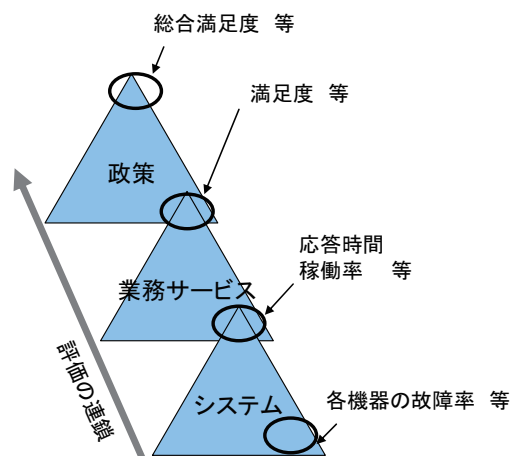 総合満足度　等
満足度　等
政策
応答時間
稼働率　等
業務サービス
評価の連鎖
システム
各機器の故障率　等